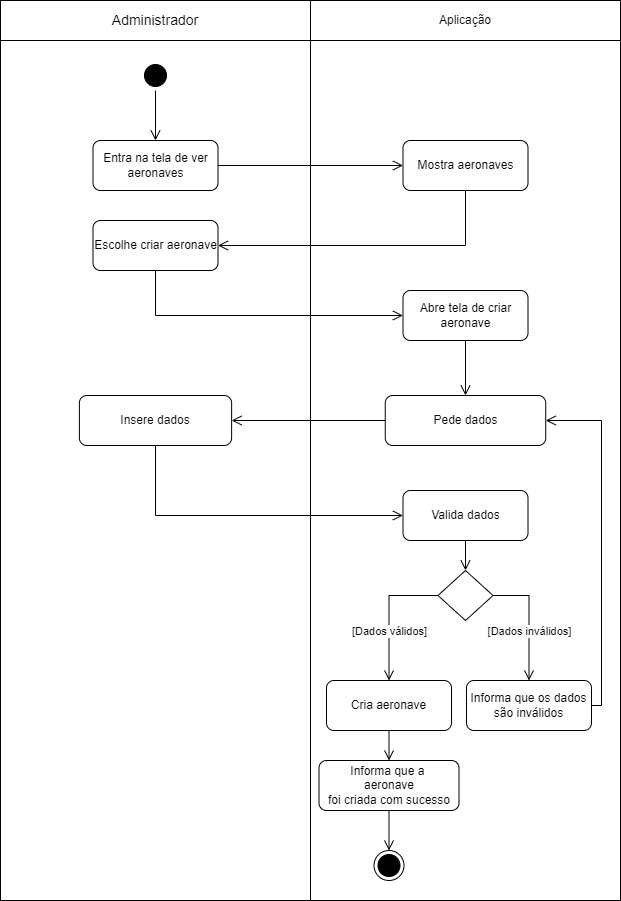 Administrador
Aplicação
Entra na tela de ver
aeronaves
Mostra aeronaves
Escolhe criar aeronave
Abre tela de criar
aeronave
Insere dados
Pede dados
Valida dados
[Dados válidos]
[Dados inválidos]
Cria aeronave
Informa que os dados
são inválidos
Informa que a
aeronave
foi criada com sucesso